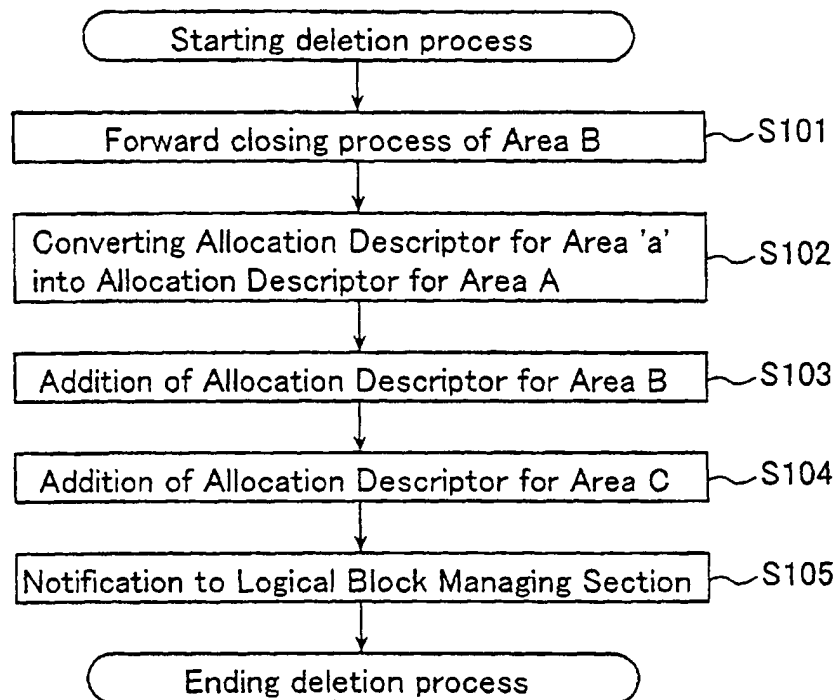 Starting deletion process
Forward closing process of Area B
S101
Converting Allocation Descriptor for Area 'a'
into Allocation Descriptor for Area A
S102
Addition of Allocation Descriptor for Area B
S103
Addition of Allocation Descriptor for Area C
S104
Notification to Logical Block Managing Section
S105
Ending deletion process